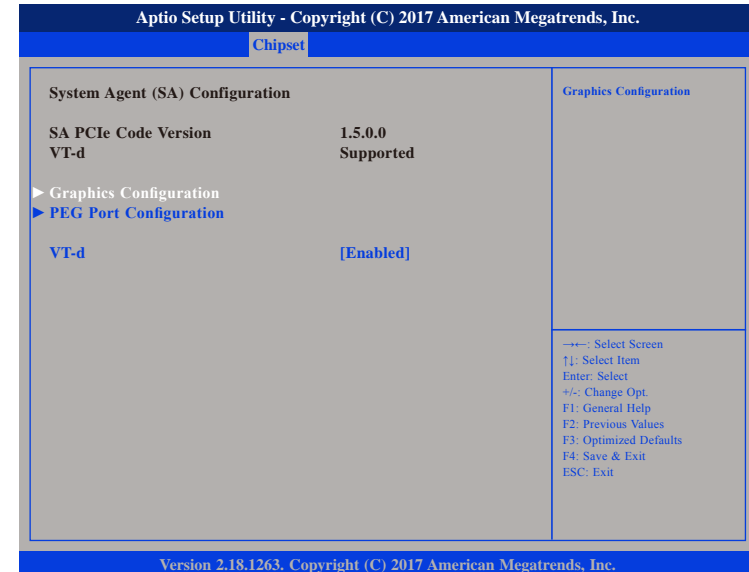 Aptio Setup Utility - Copyright (C) 2017 American Megatrends, Inc.
Chipset
System Agent (SA) Configuration
SA PCIe Code Version 1.5.0.0
VT-d Supported
▶ Graphics Configuration
▶ PEG Port Configuration
VT-d [Enabled]
Graphics Configuration
→←: Select Screen
↑↓: Select Item
Enter: Select
+/-: Change Opt.
F1: General Help
F2: Previous Values
F3: Optimized Defaults
F4: Save & Exit
ESC: Exit
Version 2.18.1263. Copyright (C) 2017 American Megatrends, Inc.